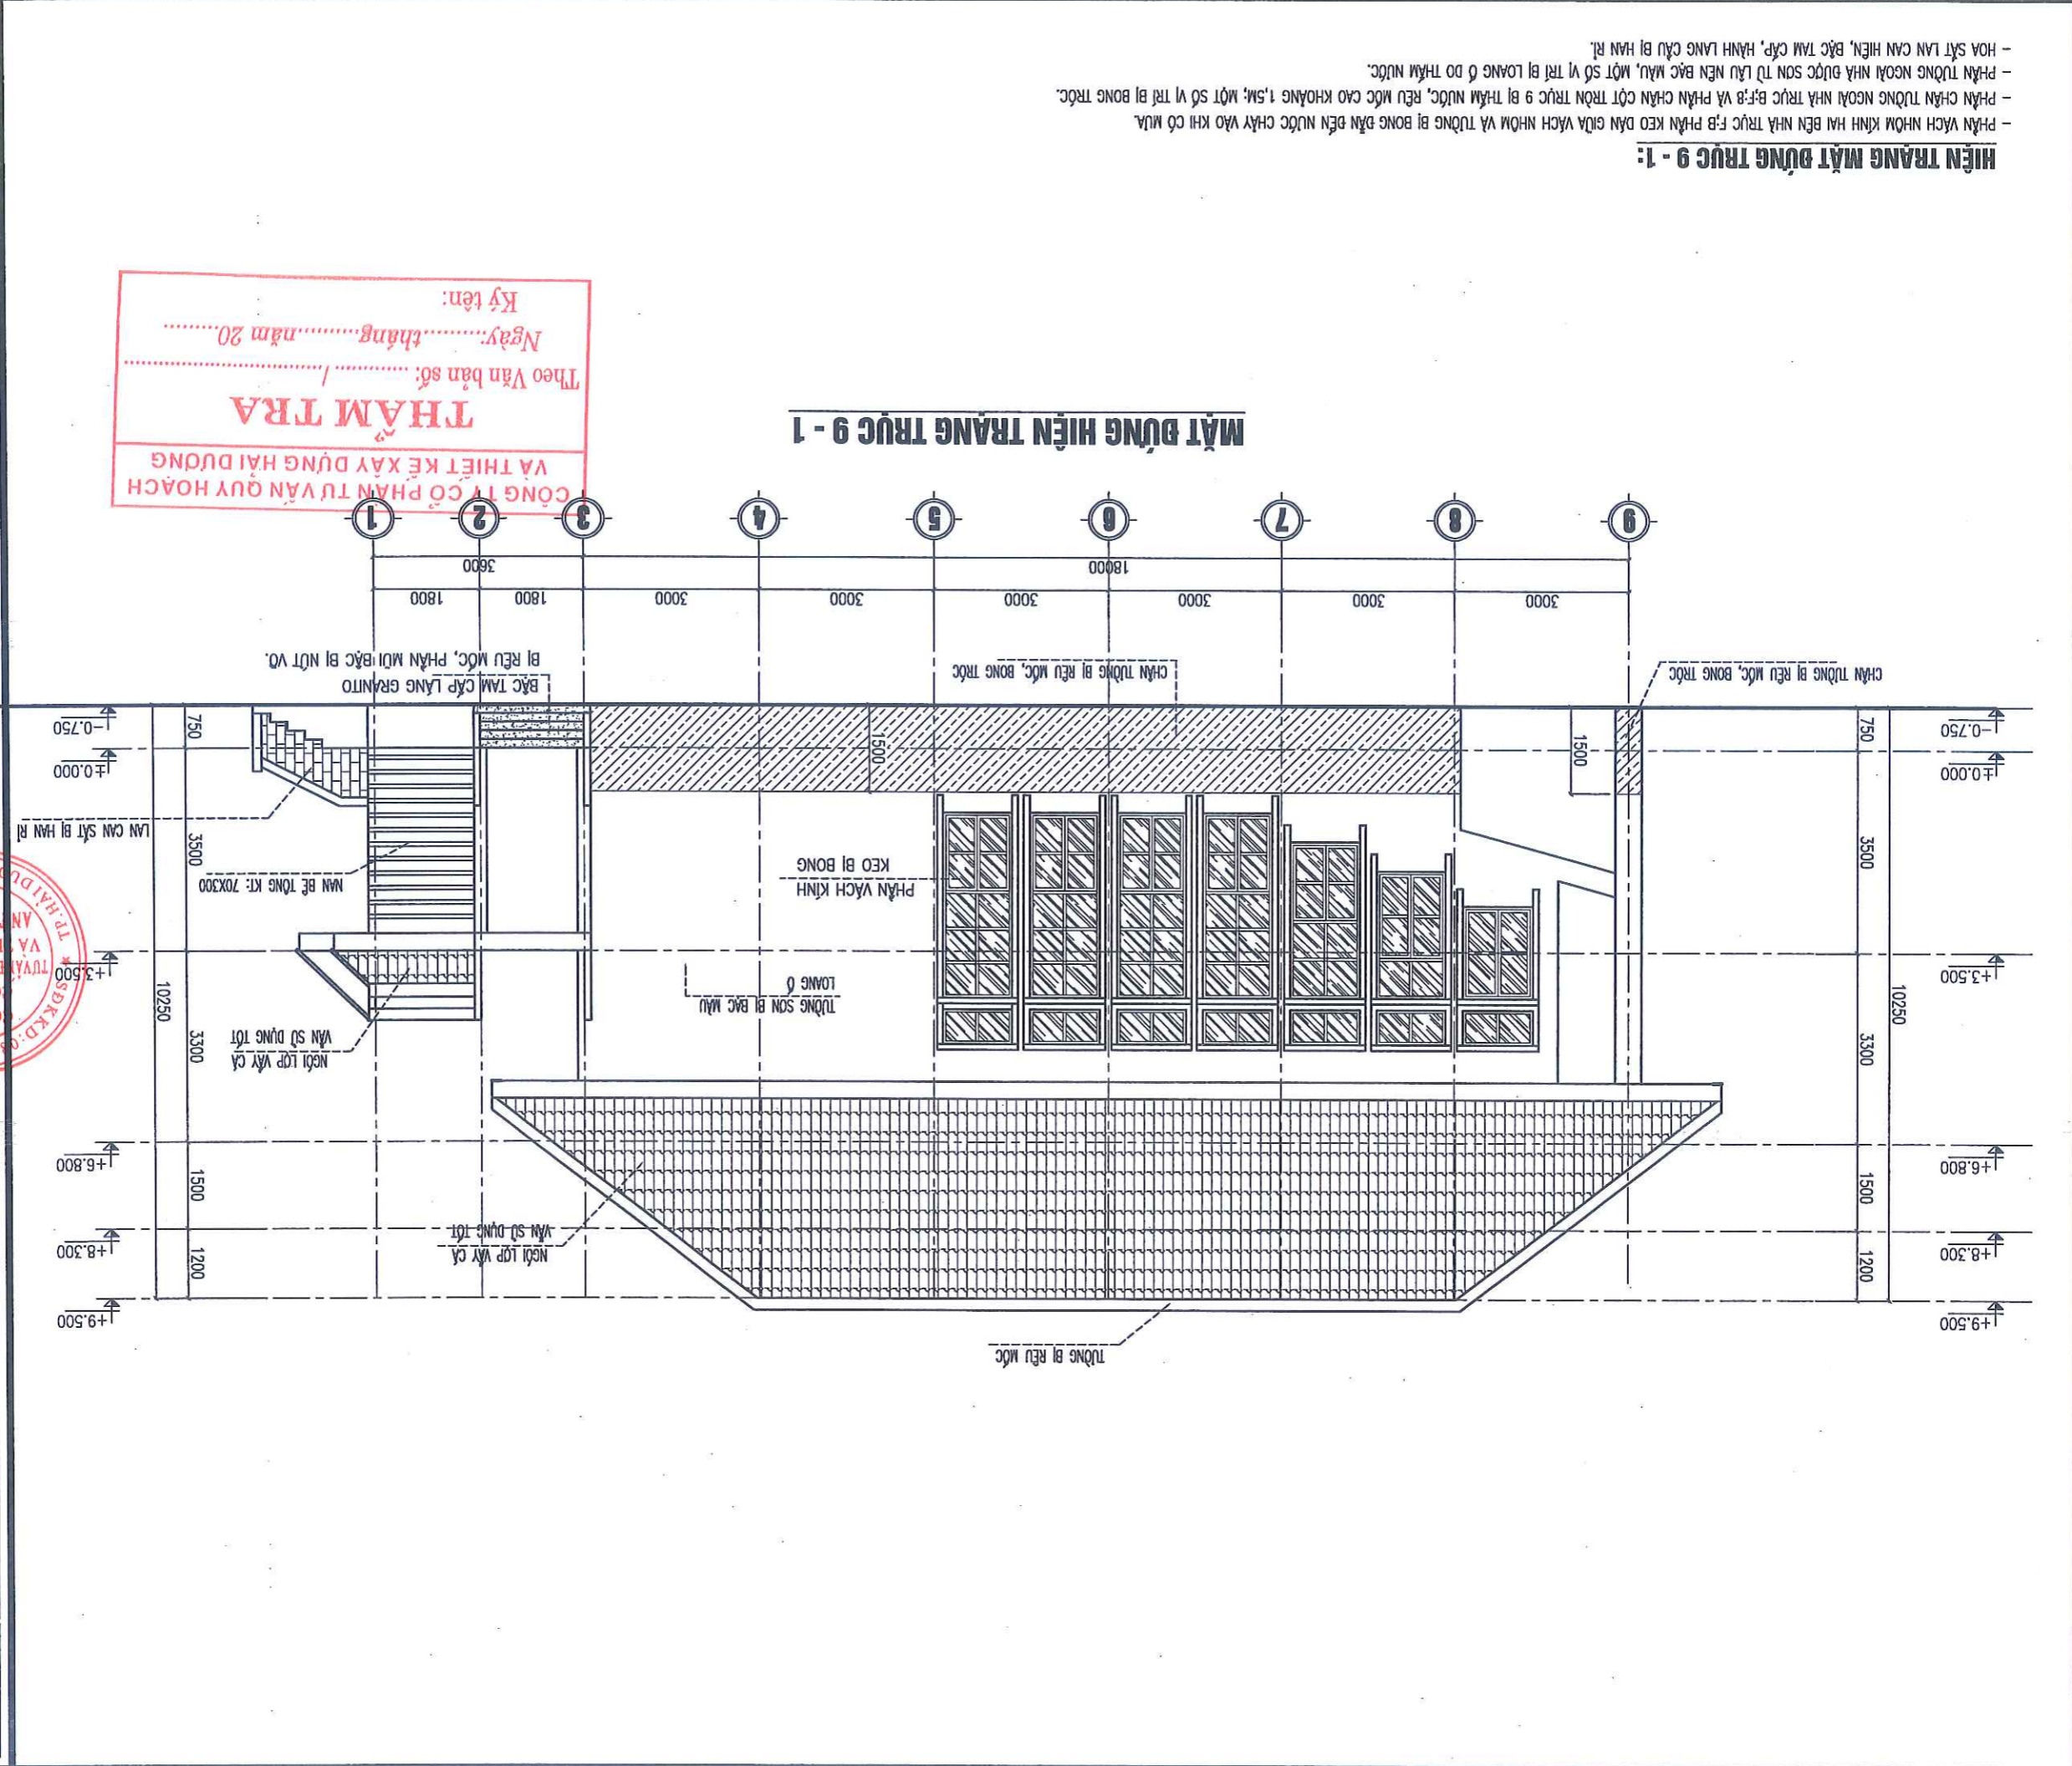 TƯỜNG BỊ RÊU MỐC
+9.500
+9.500
1200
1200
NGÓI LỢP VẢY CÁ
VẪN SỬ DỤNG TỐT
+8.300
+8.300
1500
1500
+6.800
+6.800
NGÓI LỢP VẢY CÁ
VẪN SỬ DỤNG TỐT
3300
3300
10250
10250
TƯỜNG SƠN BỊ BẠC MÀU
LOANG Ố
+3.500
+3.500
PHẦN VÁCH KÍNH
KEO BỊ BONG
NAN BÊ TÔNG KT: 70X300
3500
3500
LAN CAN SẮT BỊ HAN RỈ
±0.000
±0.000
1500
1500
750
750
-0.750
-0.750
CHÂN TƯỜNG BỊ RÊU MỐC, BONG TRÓC
CHÂN TƯỜNG BỊ RÊU MỐC, BONG TRÓC
BẬC TAM CẤP LÁNG GRANITO
BỊ RÊU MỐC, PHẦN MŨI BẬC BỊ NỨT VỠ.
3000 3000 3000 3000 3000 3000 1800 1800
18000 3600
9 8 7 6 5 4 3 2 1
MẶT ĐỨNG HIỆN TRẠNG TRỤC 9 - 1
CÔNG TY CỔ PHẦN TƯ VẤN QUY HOẠCH
VÀ THIẾT KẾ XÂY DỰNG HẢI DƯƠNG
THẨM TRA
Theo Văn bản số: ............ /................................
Ngày:..........tháng..........năm 20.........
Ký tên:
HIỆN TRẠNG MẶT ĐỨNG TRỤC 9 - 1:
- PHẦN VÁCH NHÔM KÍNH HAI BÊN NHÀ TRỤC F;B PHẦN KEO DÁN GIỮA VÁCH NHÔM VÀ TƯỜNG BỊ BONG DẪN ĐẾN NƯỚC CHẢY VÀO KHI CÓ MƯA.
- PHẦN CHÂN TƯỜNG NGOÀI NHÀ TRỤC B;F;8 VÀ PHẦN CHÂN CỘT TRÒN TRỤC 9 BỊ THẤM NƯỚC, RÊU MỐC CAO KHOẢNG 1,5M; MỘT SỐ VỊ TRÍ BỊ BONG TRÓC.
- PHẦN TƯỜNG NGOÀI NHÀ ĐƯỢC SƠN TỪ LÂU NÊN BẠC MÀU, MỘT SỐ VỊ TRÍ BỊ LOANG Ố DO THẤM NƯỚC.
- HOA SẮT LAN CAN HIÊN, BẬC TAM CẤP, HÀNH LANG CẦU BỊ HAN RỈ.